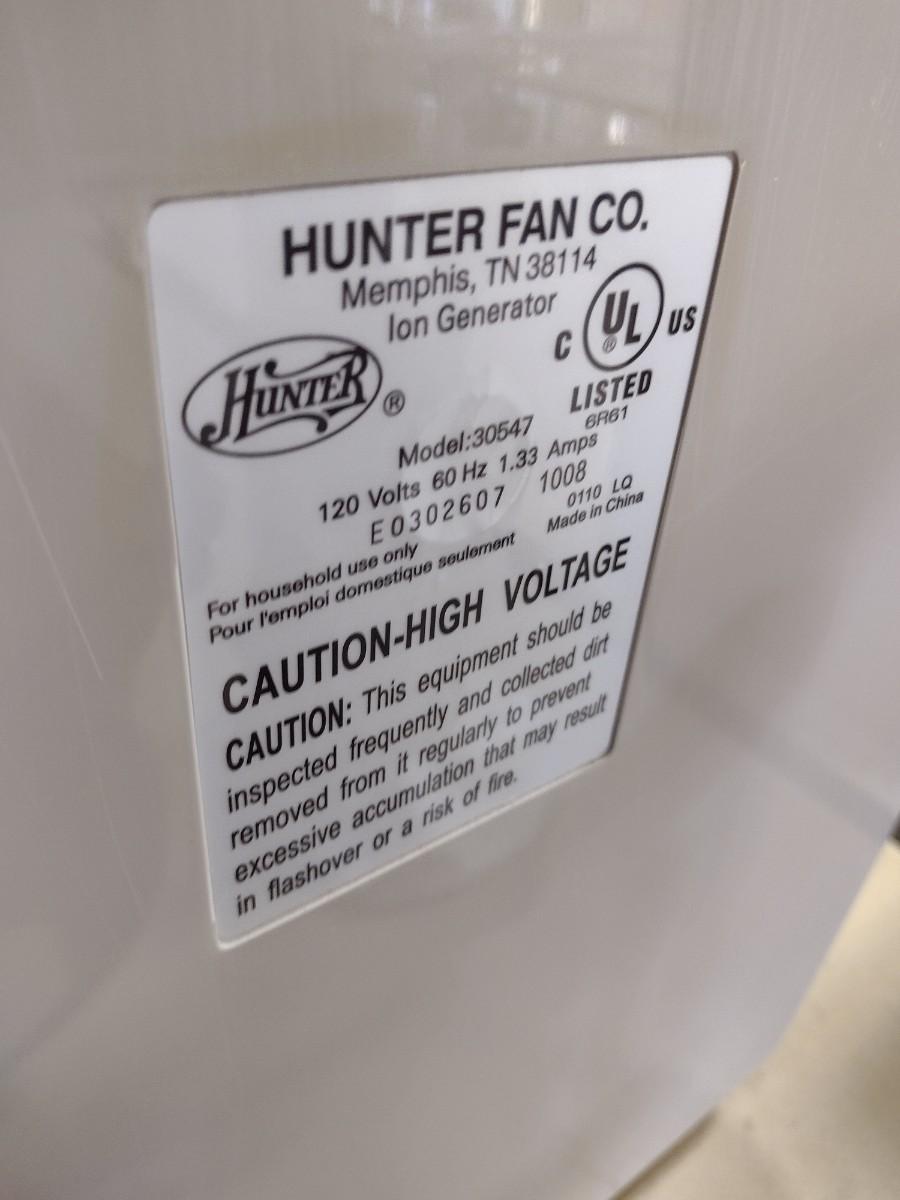 HUNTER FAN CO.
Memphis, TN 38114
Ion Generator
HUNTER ®
C UL ® US
LISTED
6R61
Model:30547
120 Volts 60 Hz 1.33 Amps
E0302607 1008
0110 LQ
Made in China
For household use only
Pour l'emploi domestique seulement
CAUTION-HIGH VOLTAGE
CAUTION: This equipment should be
inspected frequently and collected dirt
removed from it regularly to prevent
excessive accumulation that may result
in flashover or a risk of fire.